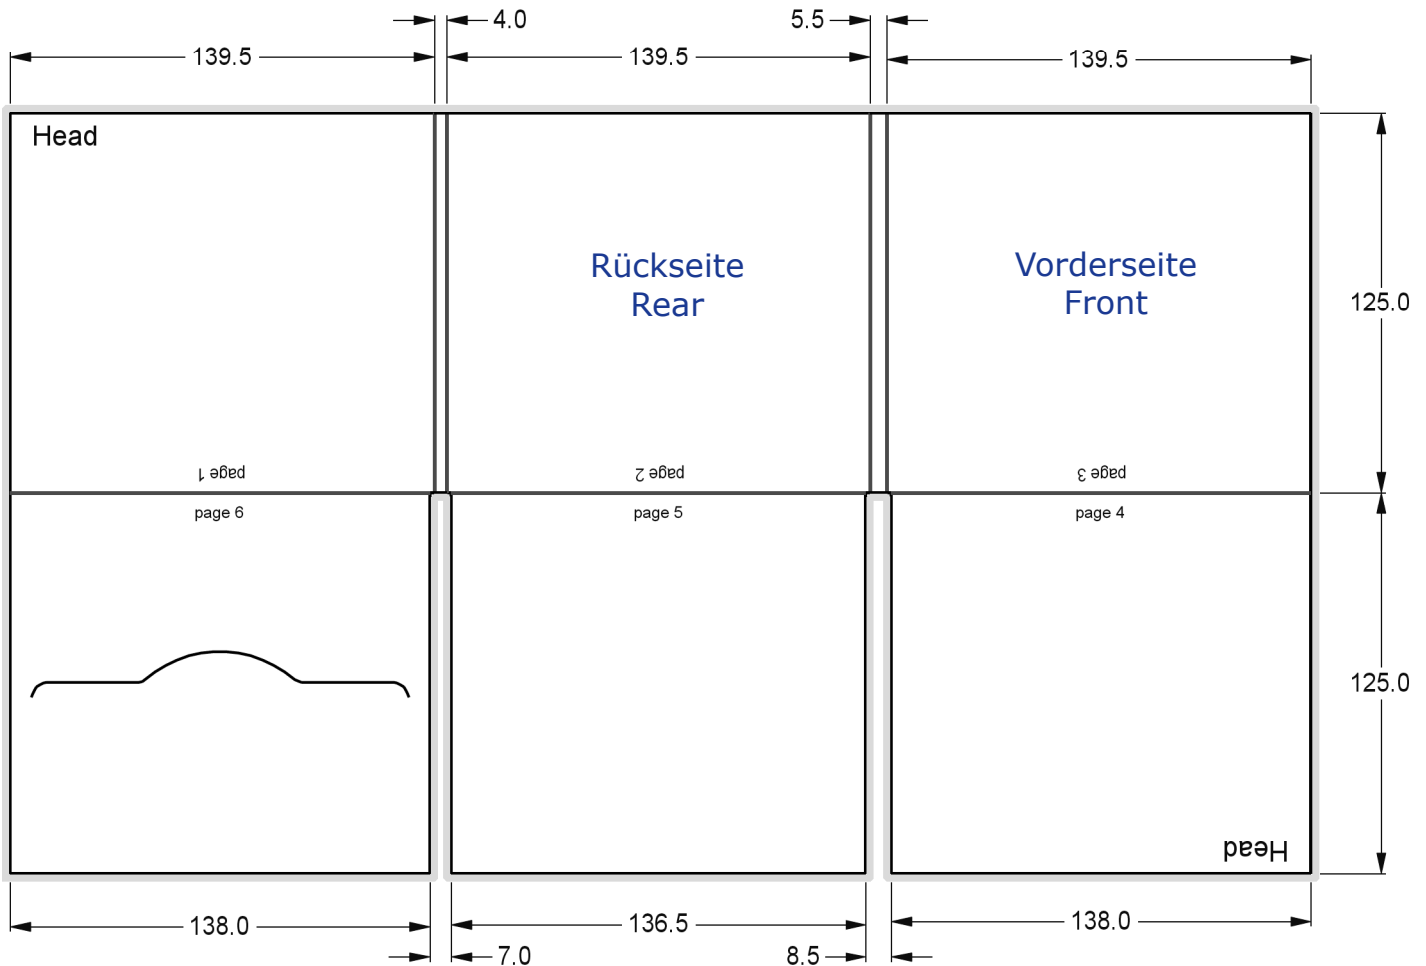 4.0
5.5
139.5
139.5
139.5
Head
Rückseite
Rear
Vorderseite
Front
125.0
page 1
page 2
page 3
page 6
page 5
page 4
125.0
Head
138.0
136.5
138.0
7.0
8.5